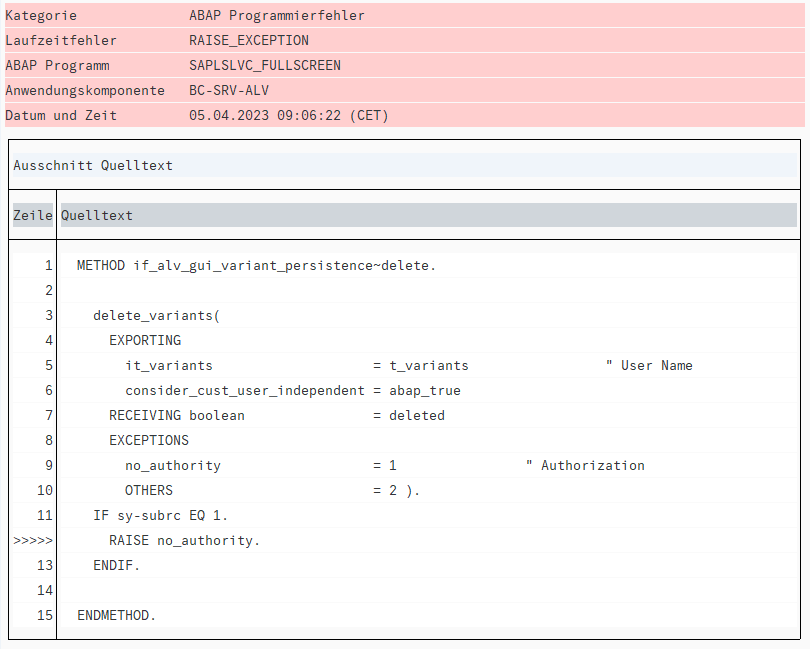 Kategorie ABAP Programmierfehler
Laufzeitfehler RAISE_EXCEPTION
ABAP Programm SAPLSLVC_FULLSCREEN
Anwendungskomponente BC-SRV-ALV
Datum und Zeit 05.04.2023 09:06:22 (CET)
Ausschnitt Quelltext
Zeile Quelltext
1 METHOD if_alv_gui_variant_persistence~delete.
2
3 delete_variants(
4 EXPORTING
5 it_variants = t_variants " User Name
6 consider_cust_user_independent = abap_true
7 RECEIVING boolean = deleted
8 EXCEPTIONS
9 no_authority = 1 " Authorization
10 OTHERS = 2 ).
11 IF sy-subrc EQ 1.
>>>>> RAISE no_authority.
13 ENDIF.
14
15 ENDMETHOD.